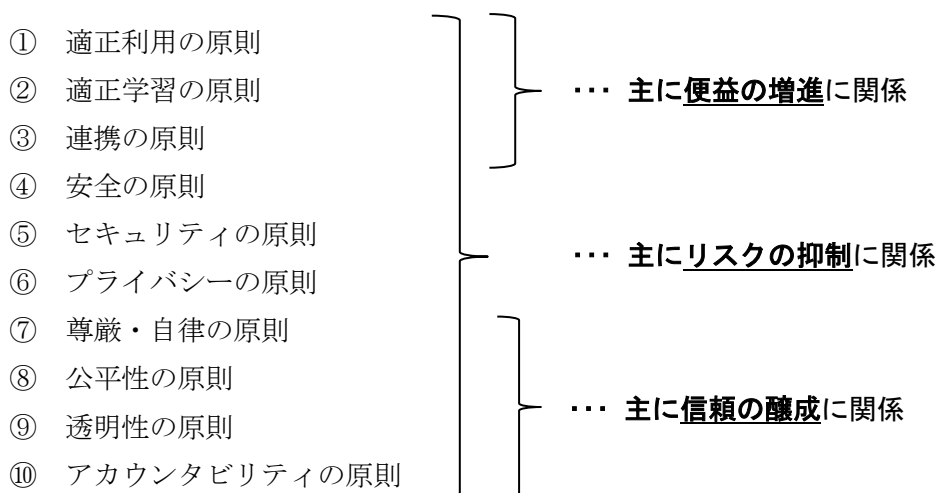 ① 適正利用の原則
② 適正学習の原則
··· 主に便益の増進に関係
③ 連携の原則
④ 安全の原則
⑤ セキュリティの原則
··· 主にリスクの抑制に関係
⑥ プライバシーの原則
⑦ 尊厳・自律の原則
⑧ 公平性の原則
··· 主に信頼の醸成に関係
⑨ 透明性の原則
⑩ アカウンタビリティの原則